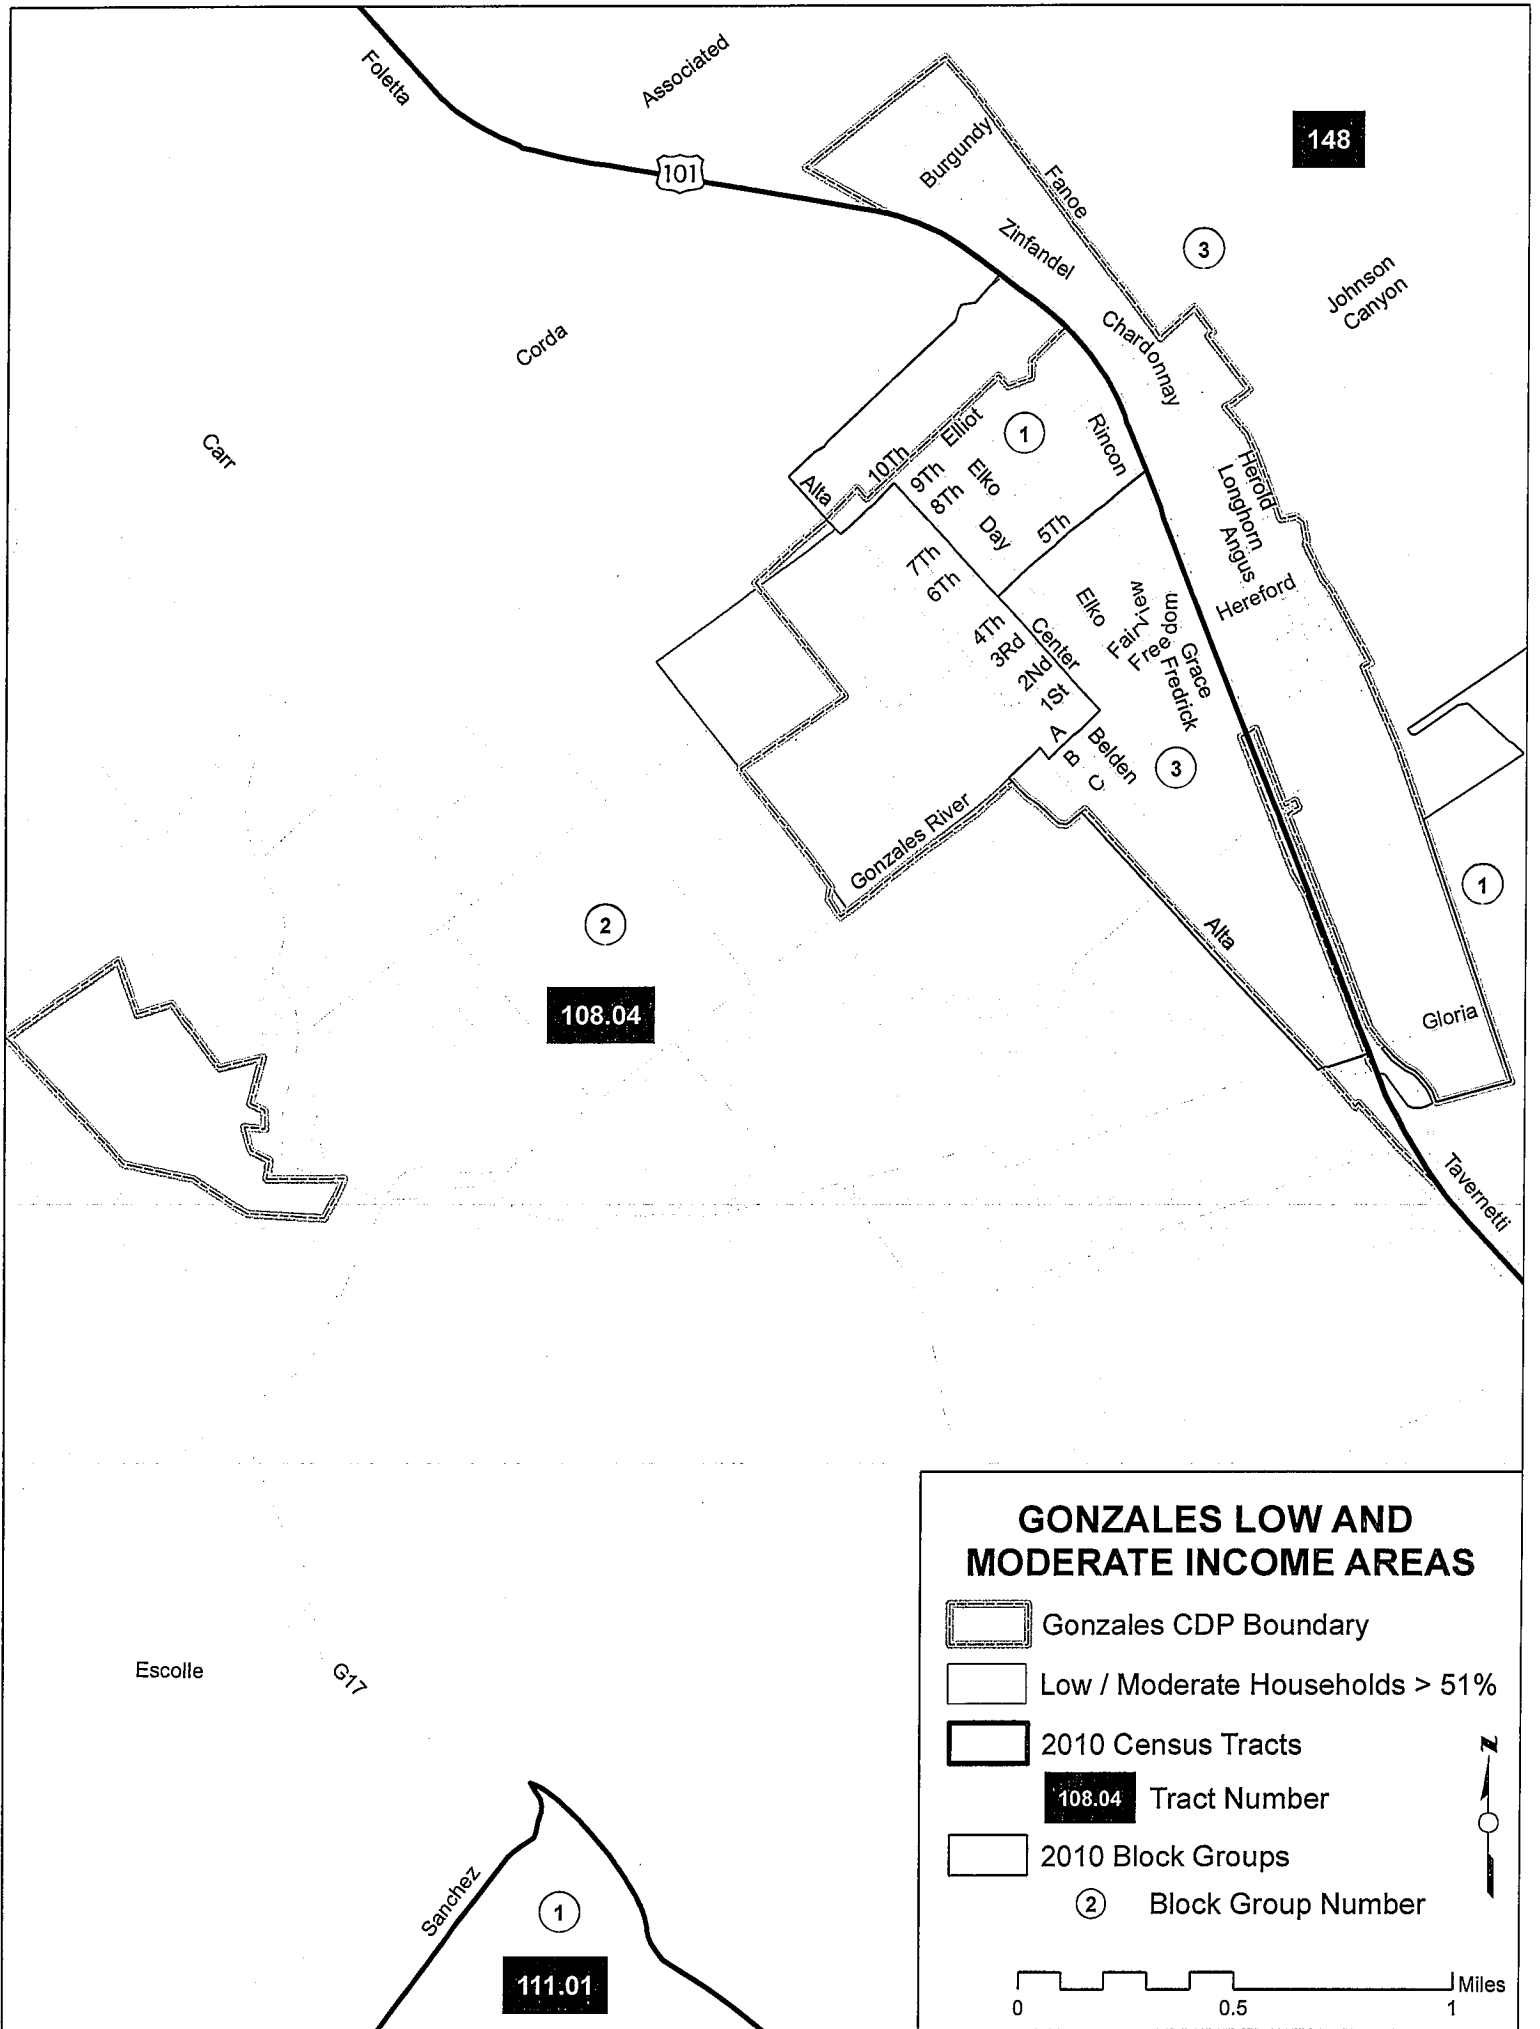 Foletta
Associated
101
Burgundy
Fanoe
148
Zinfandel
3
Johnson
Canyon
Corda
Chardonnay
Carr
Elliot
1
Rincon
10Th
Alta
9Th
Elko
8Th
Day
5Th
Herold
Longhorn
Angus
Hereford
7Th
6Th
4Th
3Rd
2Nd
1St
Center
Elko
Fair View
Free dom
Grace
Fredrick
A
B
C
Belden
3
Gonzales River
1
2
Alta
108.04
Gloria
Tavernetti
Escolle
G17
Sanchez
1
111.01
GONZALES LOW AND
MODERATE INCOME AREAS
Gonzales CDP Boundary
Low / Moderate Households > 51%
2010 Census Tracts
108.04 Tract Number
2010 Block Groups
2 Block Group Number
N
Miles
0 0.5 1